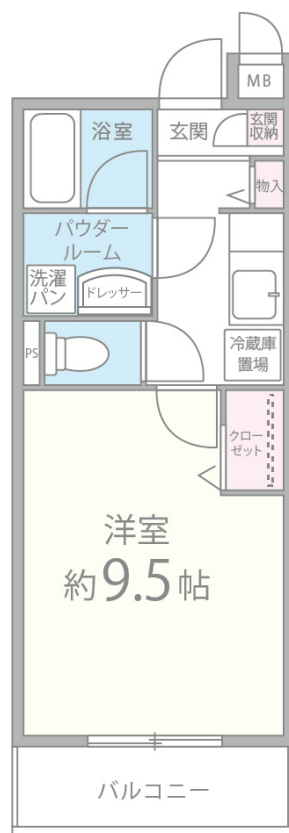 MB
浴室
玄関
玄関
収納
物入
パウダー
ルーム
洗濯
パン
ドレッサー
冷蔵庫
置場
PS
クロー
ゼット
洋室
約9.5帖
バルコニー